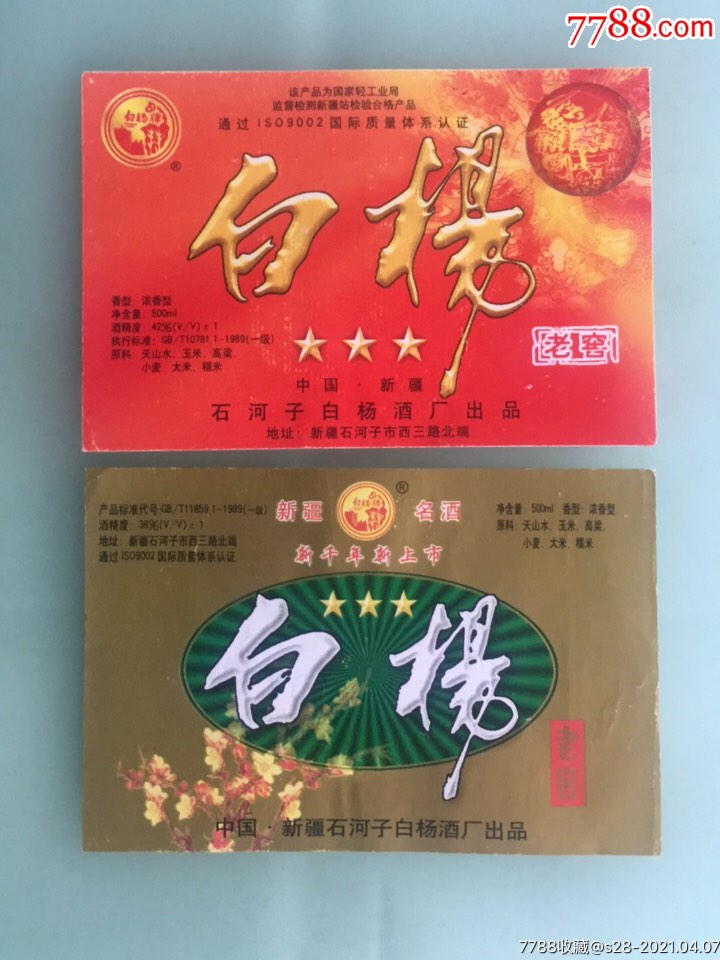 7788.com
该产品为国家轻工业局
监督检测新疆站检验合格产品
通过ISO9002国际质量体系认证
白杨牌
®
白楊
香型：浓香型
净含量：500ml
酒精度：42%(V/V)±1
执行标准：GB/T10781.1-1989(一级)
原料：天山水、玉米、高粱、
小麦、大米、糯米
老窖
中国·新疆
石河子白杨酒厂出品
地址：新疆石河子市西三路北端
产品标准代号:GB/T11859.1-1989(一级)
酒精度：38%(V/V)±1
地址：新疆石河子市西三路北端
通过ISO9002国际质量体系认证
新疆
白杨牌
®
名酒
新千年新上市
净含量：500ml 香型：浓香型
原料：天山水、玉米、高粱、
小麦、大米、糯米
白楊
老窖
中国·新疆石河子白杨酒厂出品
7788收藏@s28-2021.04.07